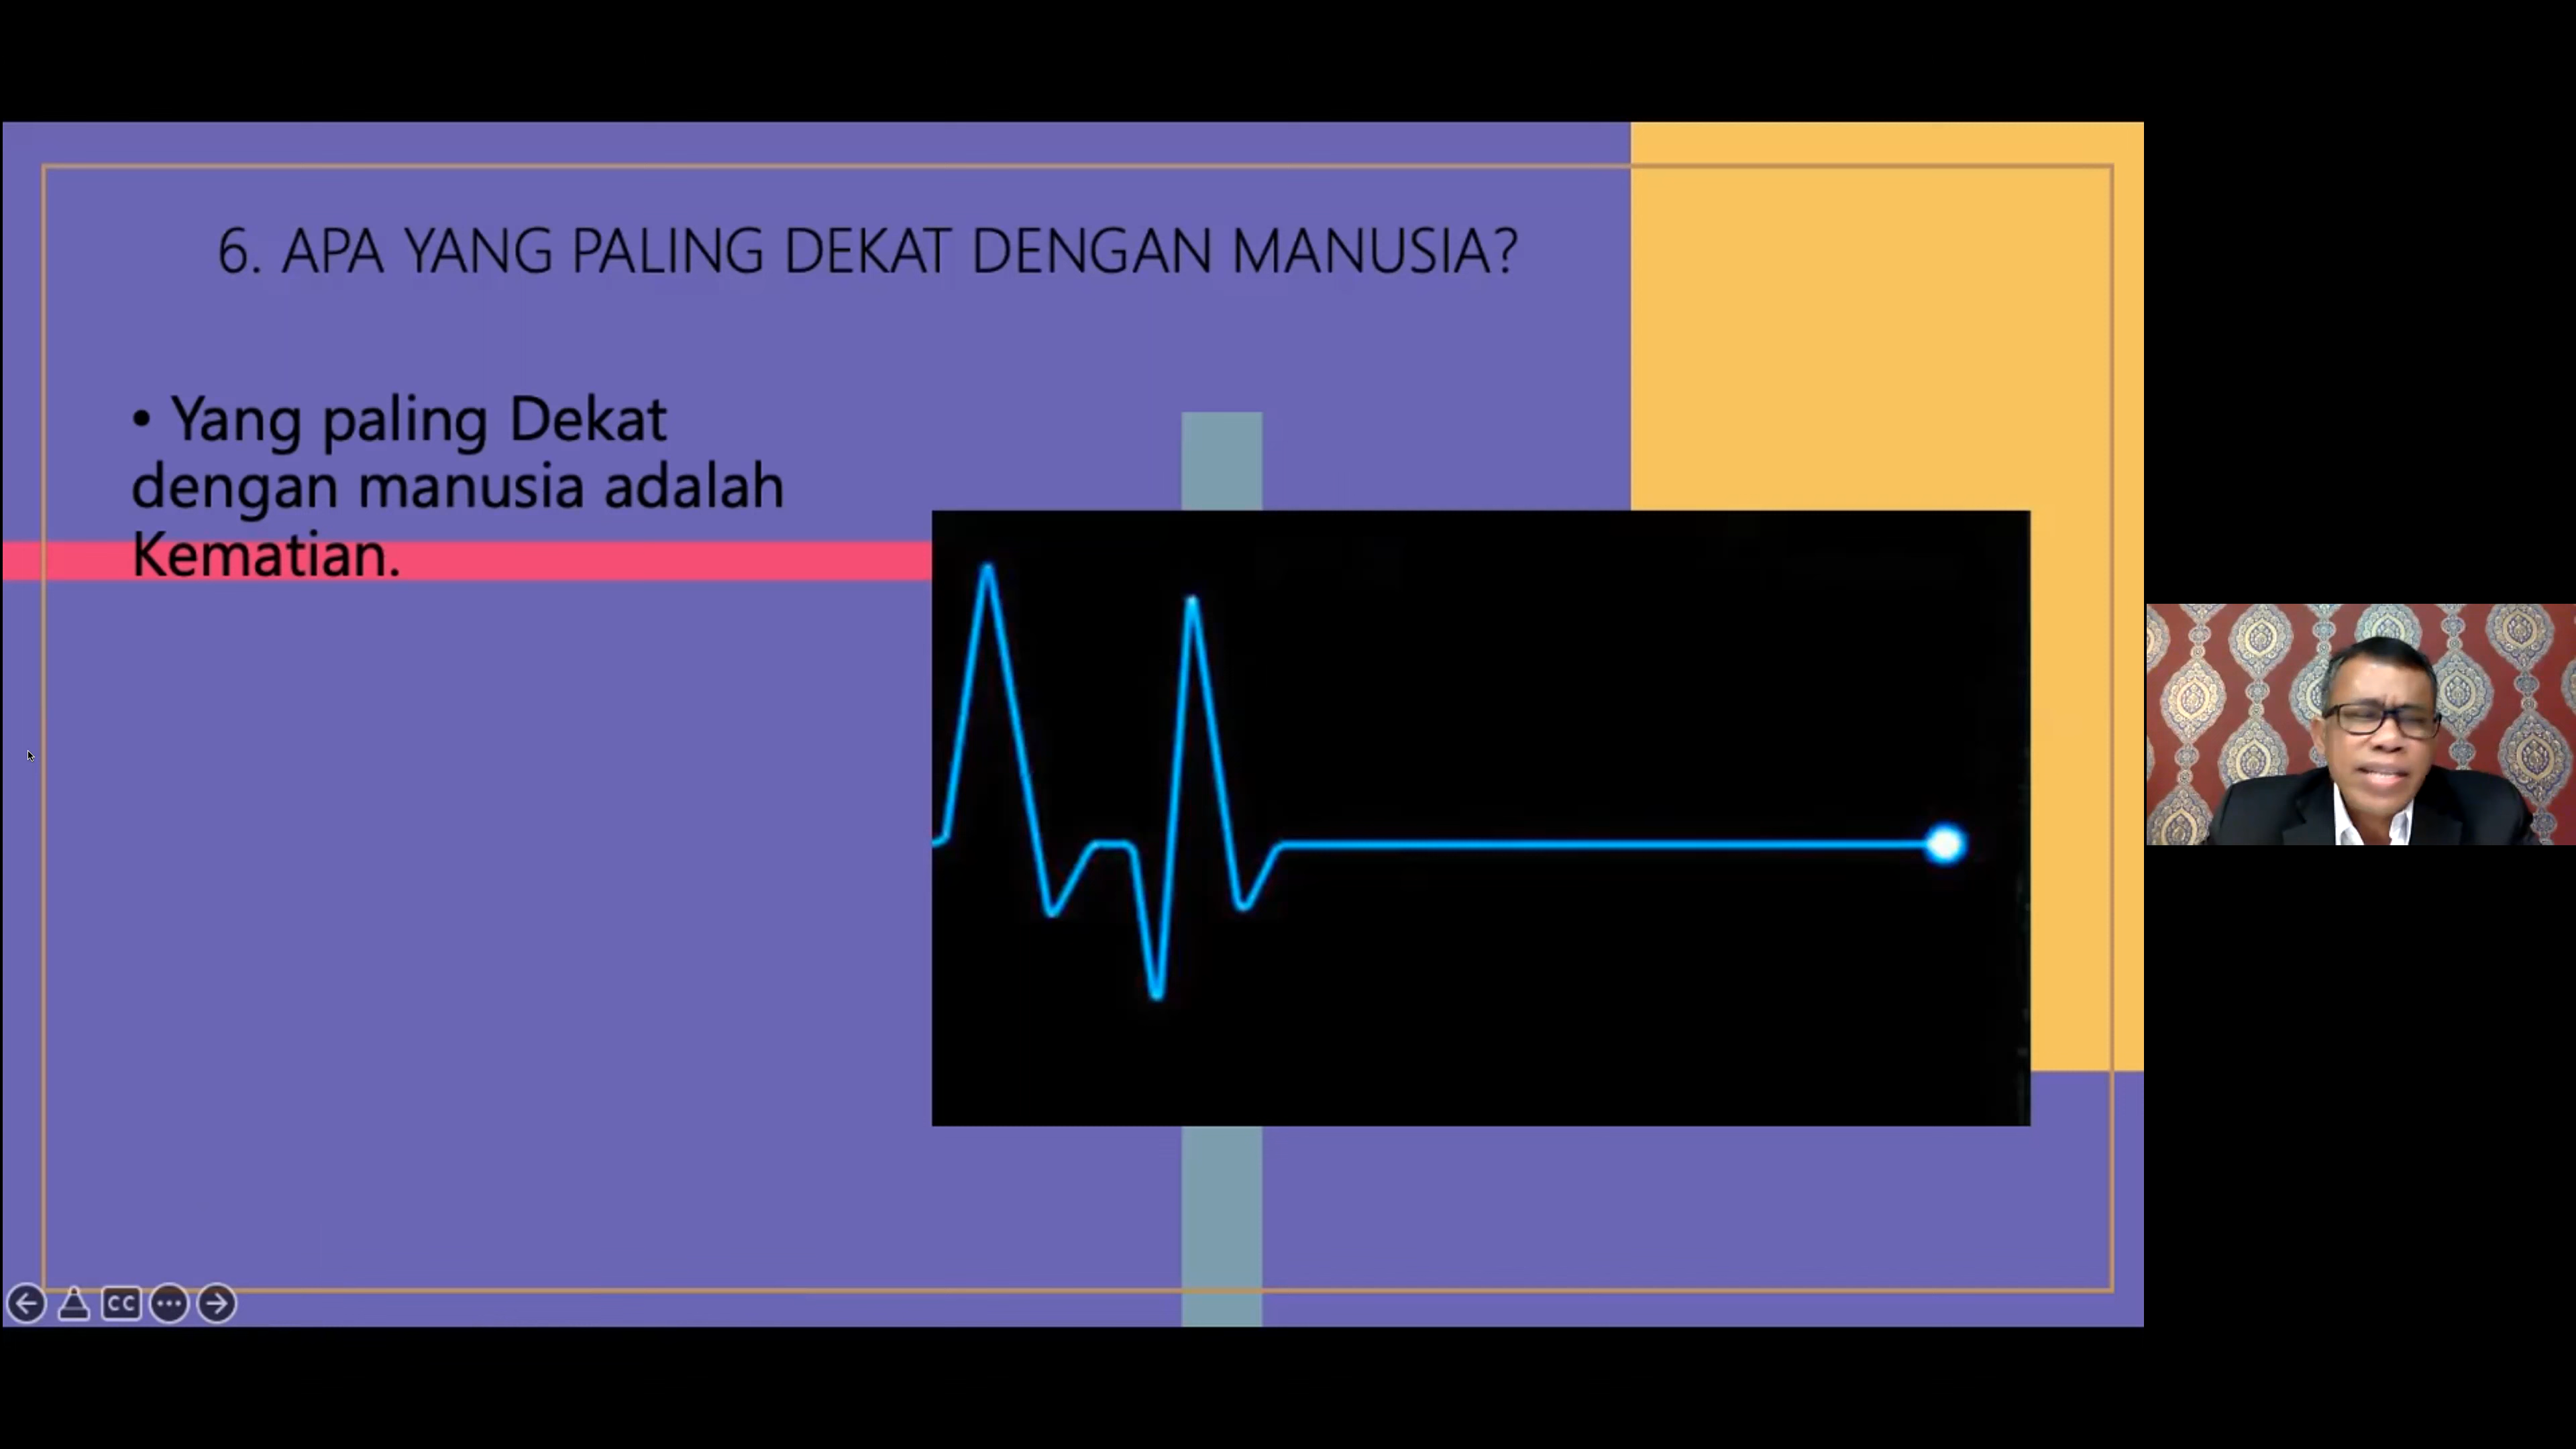 6. APA YANG PALING DEKAT DENGAN MANUSIA?
• Yang paling Dekat
dengan manusia adalah
Kematian.
CC